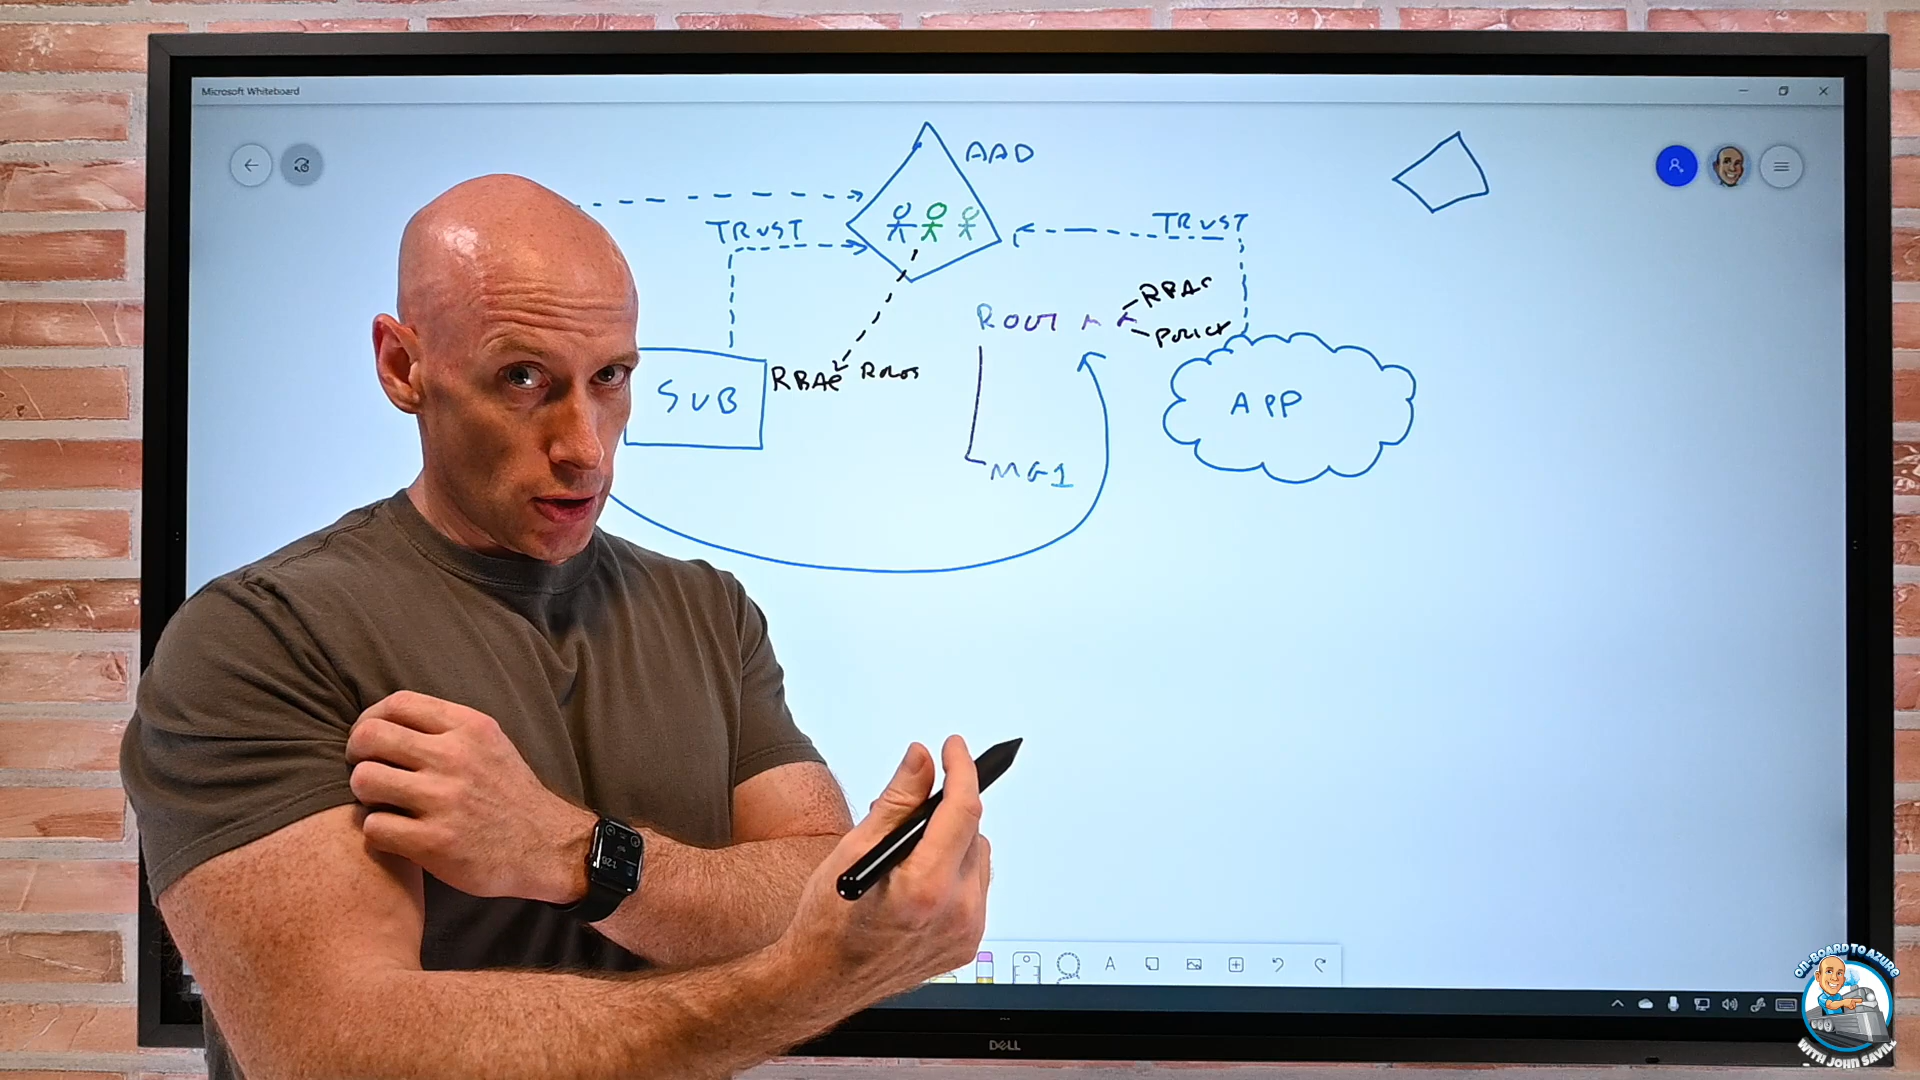 Microsoft Whiteboard
AAD
TRUST
TRUST
RBAC
ROOT
POLICY
RBAC ROLES
SUB
APP
MG1
A
DELL
ON-BOARD TO AZURE
WITH JOHN SAVILL